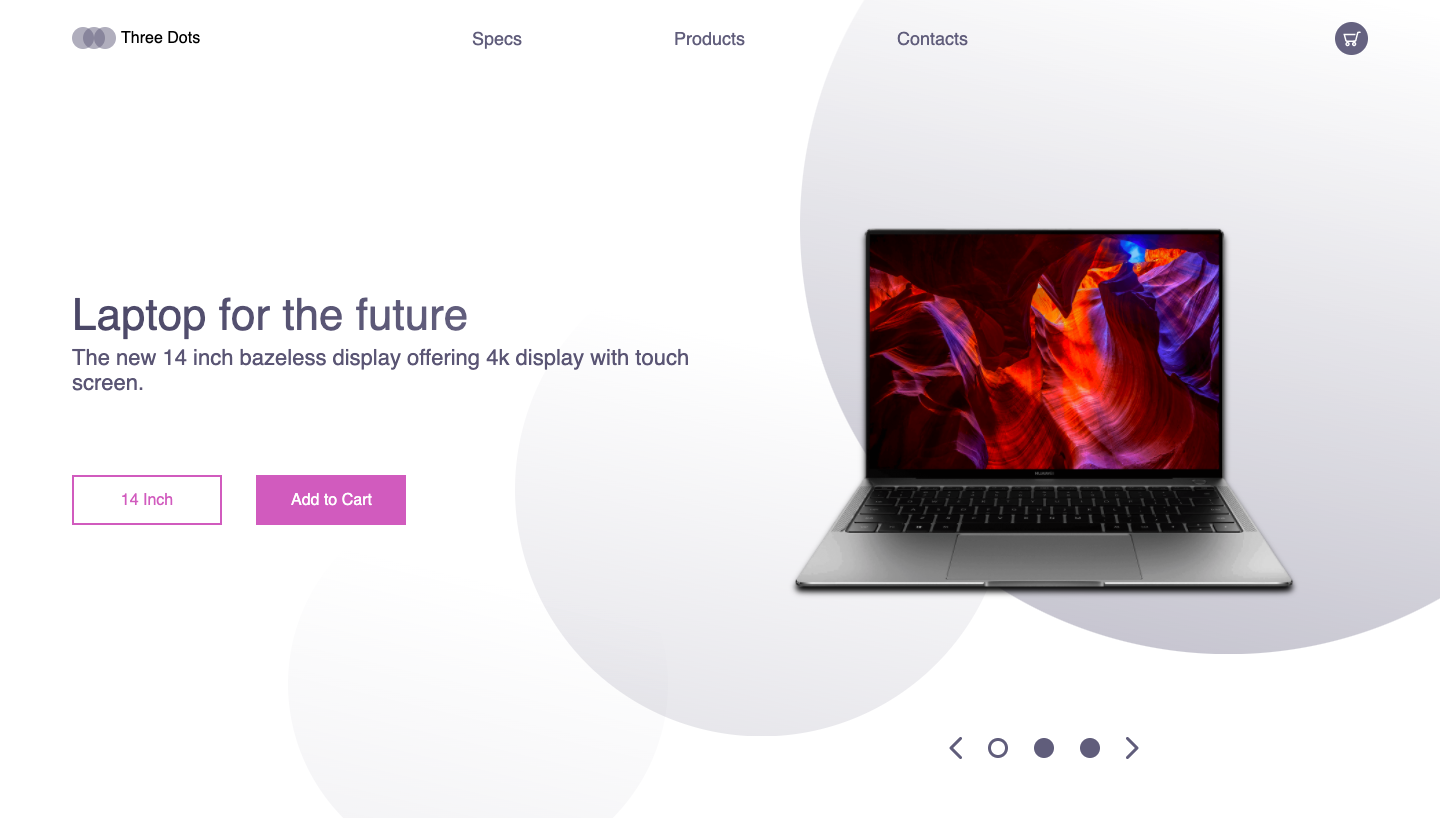 Three Dots
Specs
Products
Contacts
Laptop for the future
The new 14 inch bazeless display offering 4k display with touch
screen.
14 Inch
Add to Cart
HUAWEI